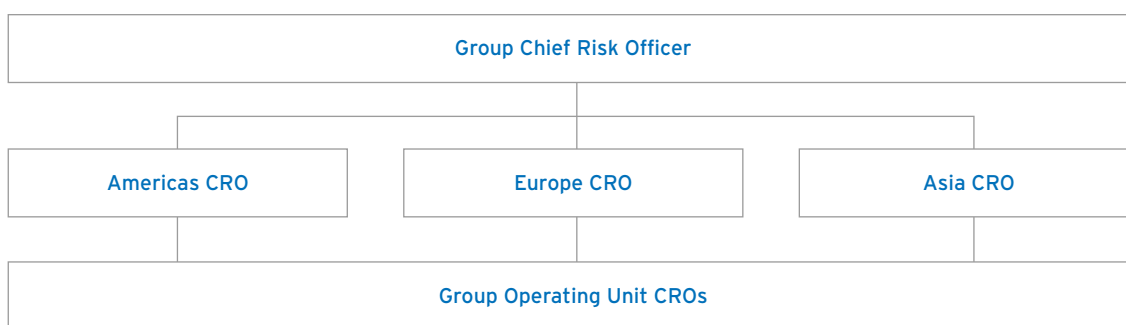 Group Chief Risk Officer
Americas CRO
Europe CRO
Asia CRO
Group Operating Unit CROs